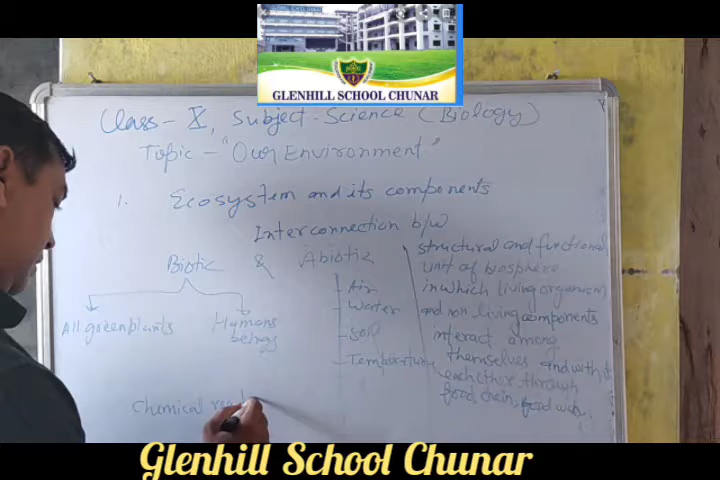 GLENHILL SCHOOL CHUNAR
Class - X, Subject - Science (Biology)
Topic - "Our Environment"
1. Ecosystem and its components
Interconnection b/w
Biotic & Abiotic
All green plants
Humans
beings
Air
Water
Soil
Temperature
structural and functional
unit of biosphere
in which living organism
and non living components
interact among
themselves and with
each other through
food chain, food web,
Chemical
Glenhill School Chunar